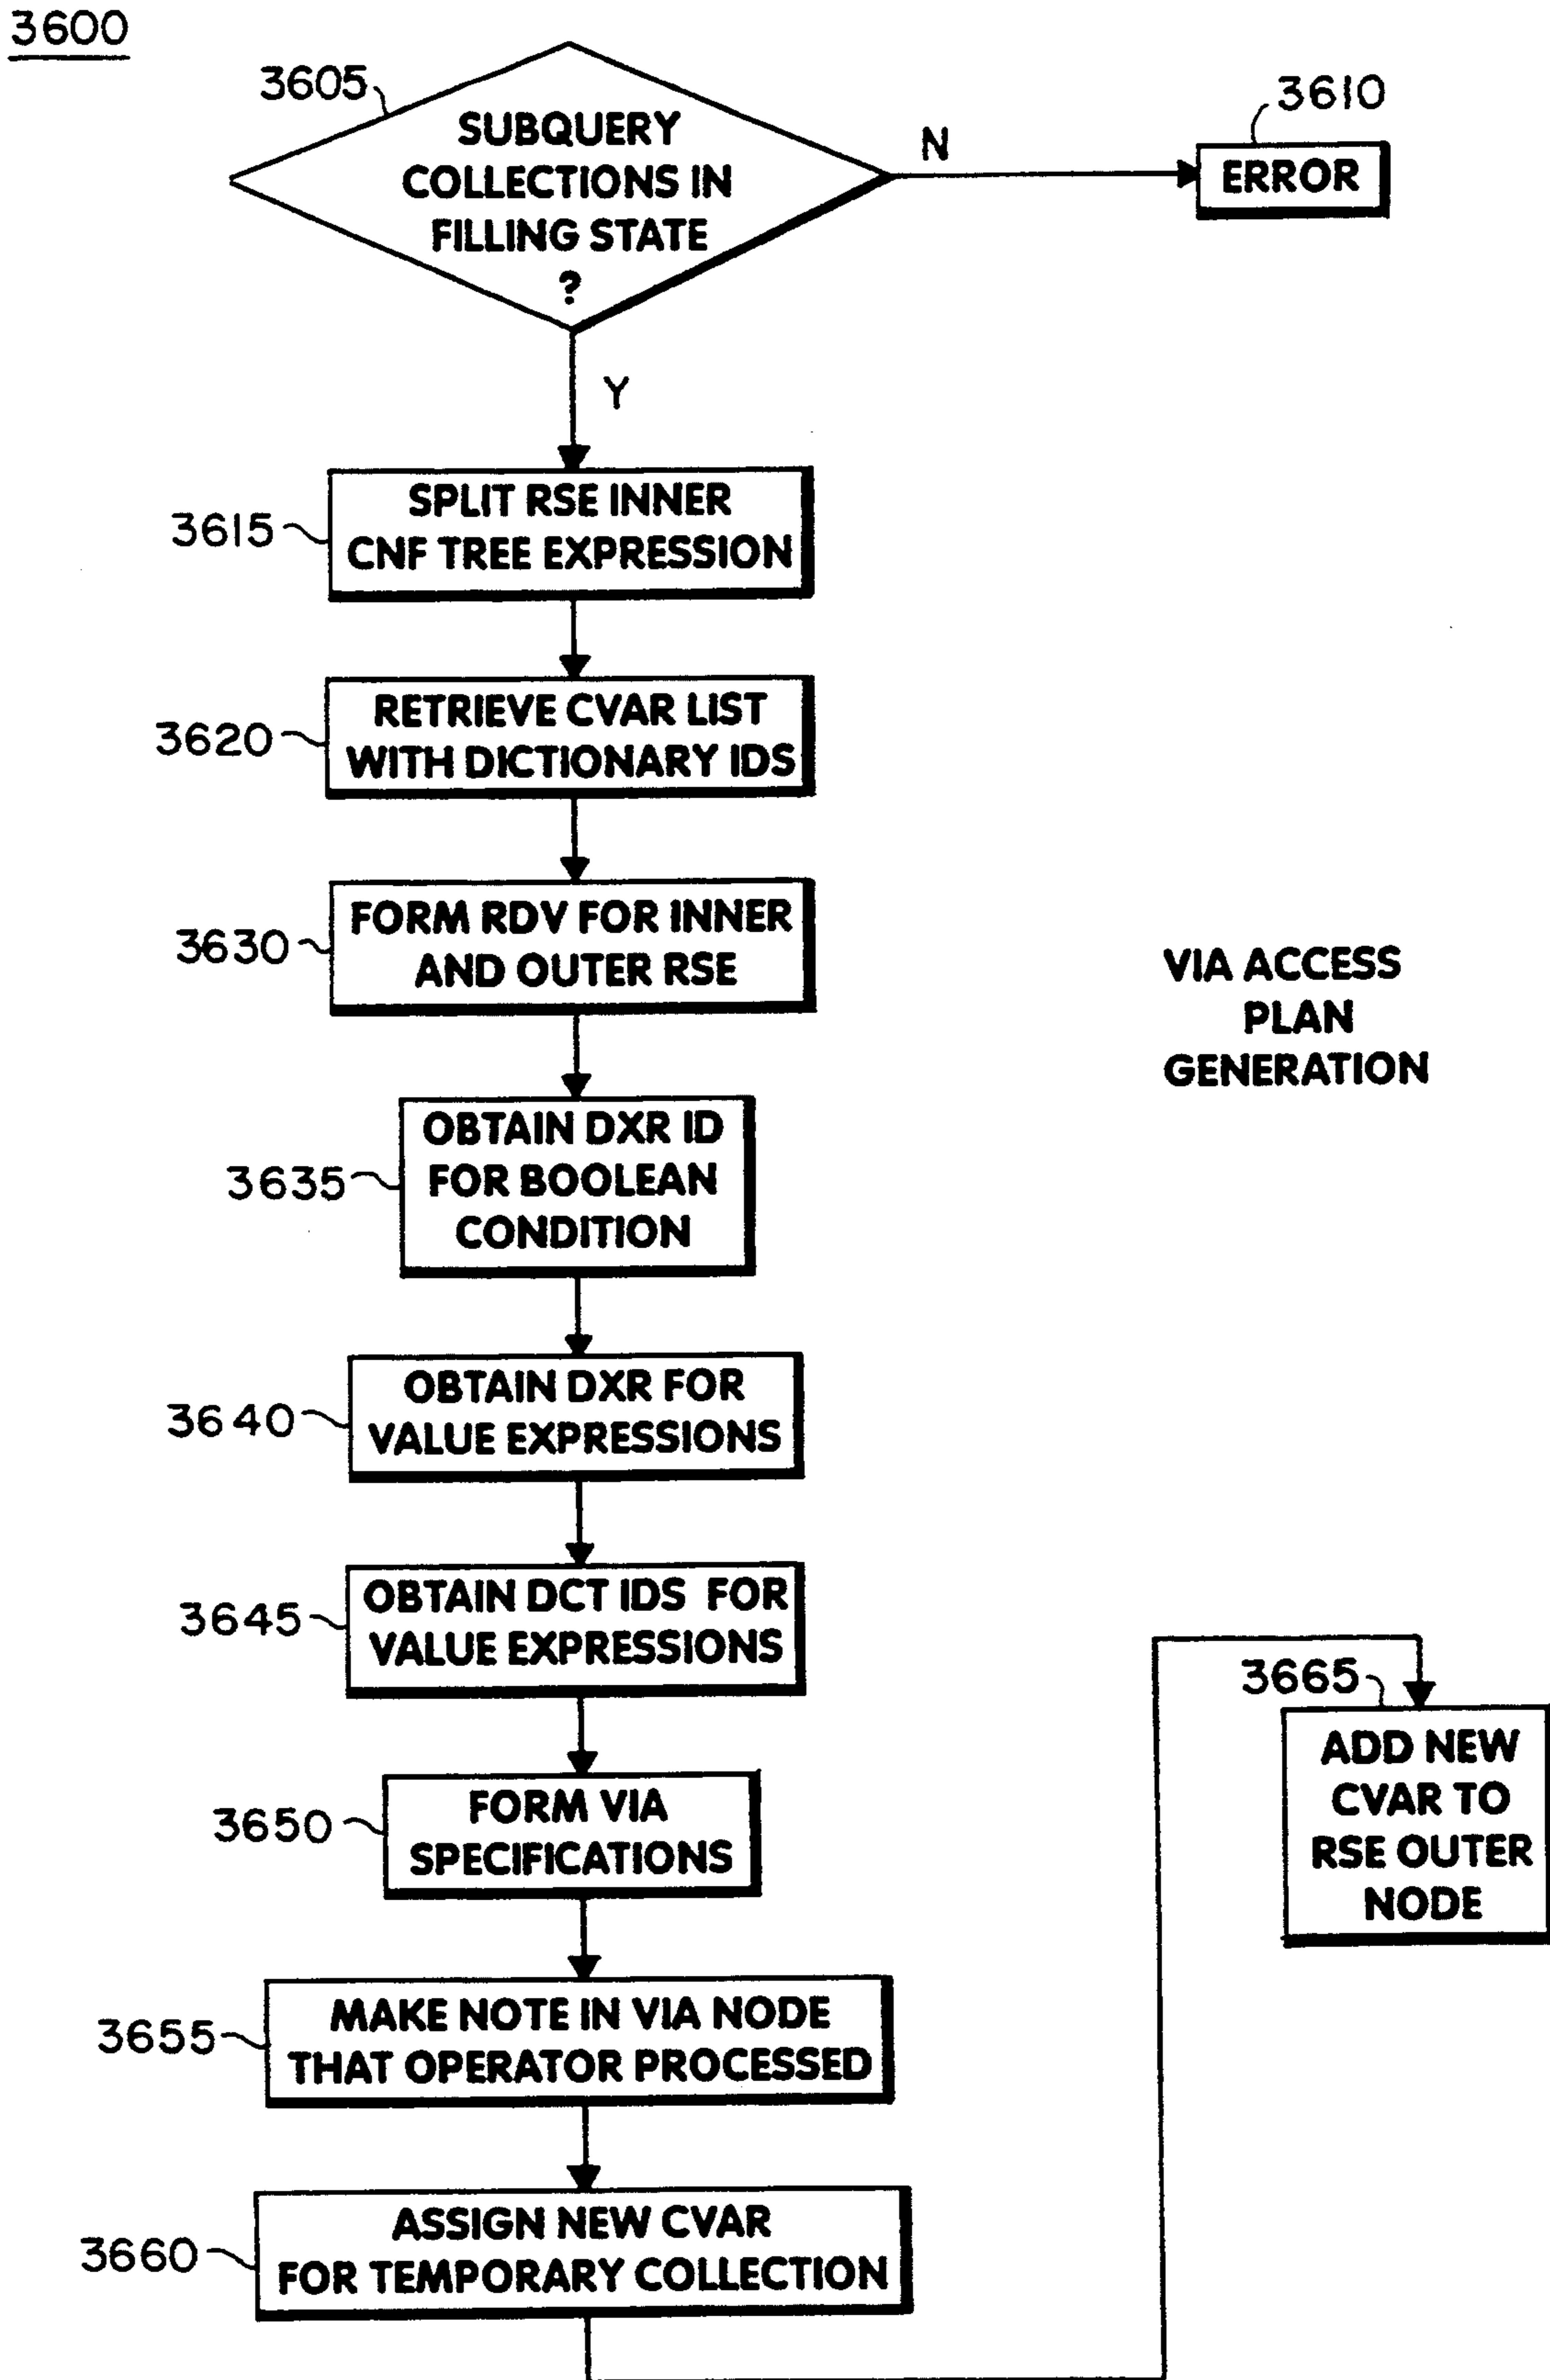 3600
3605
SUBQUERY
COLLECTIONS IN
FILLING STATE
?
N
3610
ERROR
Y
3615
SPLIT RSE INNER
CNF TREE EXPRESSION
3620
RETRIEVE CVAR LIST
WITH DICTIONARY IDS
3630
FORM RDV FOR INNER
AND OUTER RSE
VIA ACCESS
PLAN
GENERATION
3635
OBTAIN DXR ID
FOR BOOLEAN
CONDITION
3640
OBTAIN DXR FOR
VALUE EXPRESSIONS
3645
OBTAIN DCT IDS FOR
VALUE EXPRESSIONS
3650
FORM VIA
SPECIFICATIONS
3655
MAKE NOTE IN VIA NODE
THAT OPERATOR PROCESSED
3660
ASSIGN NEW CVAR
FOR TEMPORARY COLLECTION
3665
ADD NEW
CVAR TO
RSE OUTER
NODE